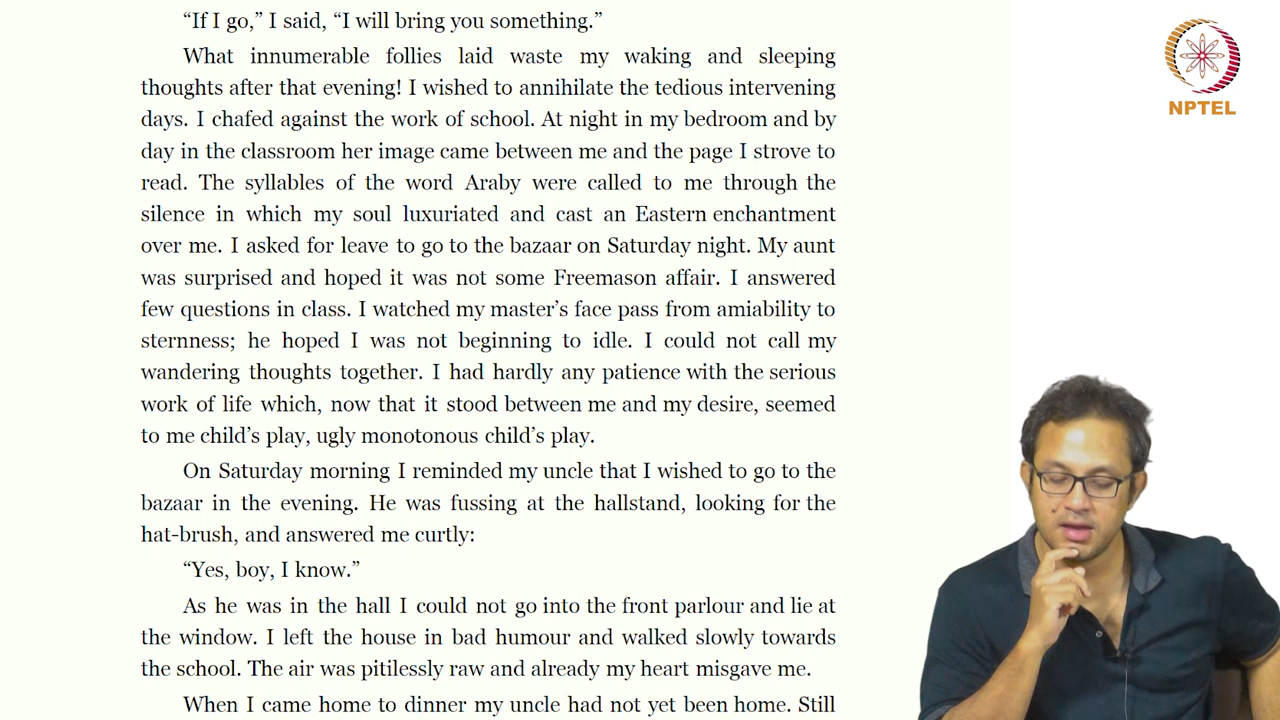 “If I go,” I said, “I will bring you something.”
What innumerable follies laid waste my waking and sleeping
thoughts after that evening! I wished to annihilate the tedious intervening
days. I chafed against the work of school. At night in my bedroom and by
day in the classroom her image came between me and the page I strove to
read. The syllables of the word Araby were called to me through the
silence in which my soul luxuriated and cast an Eastern enchantment
over me. I asked for leave to go to the bazaar on Saturday night. My aunt
was surprised and hoped it was not some Freemason affair. I answered
few questions in class. I watched my master’s face pass from amiability to
sternness; he hoped I was not beginning to idle. I could not call my
wandering thoughts together. I had hardly any patience with the serious
work of life which, now that it stood between me and my desire, seemed
to me child’s play, ugly monotonous child’s play.
On Saturday morning I reminded my uncle that I wished to go to the
bazaar in the evening. He was fussing at the hallstand, looking for the
hat-brush, and answered me curtly:
“Yes, boy, I know.”
As he was in the hall I could not go into the front parlour and lie at
the window. I left the house in bad humour and walked slowly towards
the school. The air was pitilessly raw and already my heart misgave me.
When I came home to dinner my uncle had not yet been home. Still
NPTEL